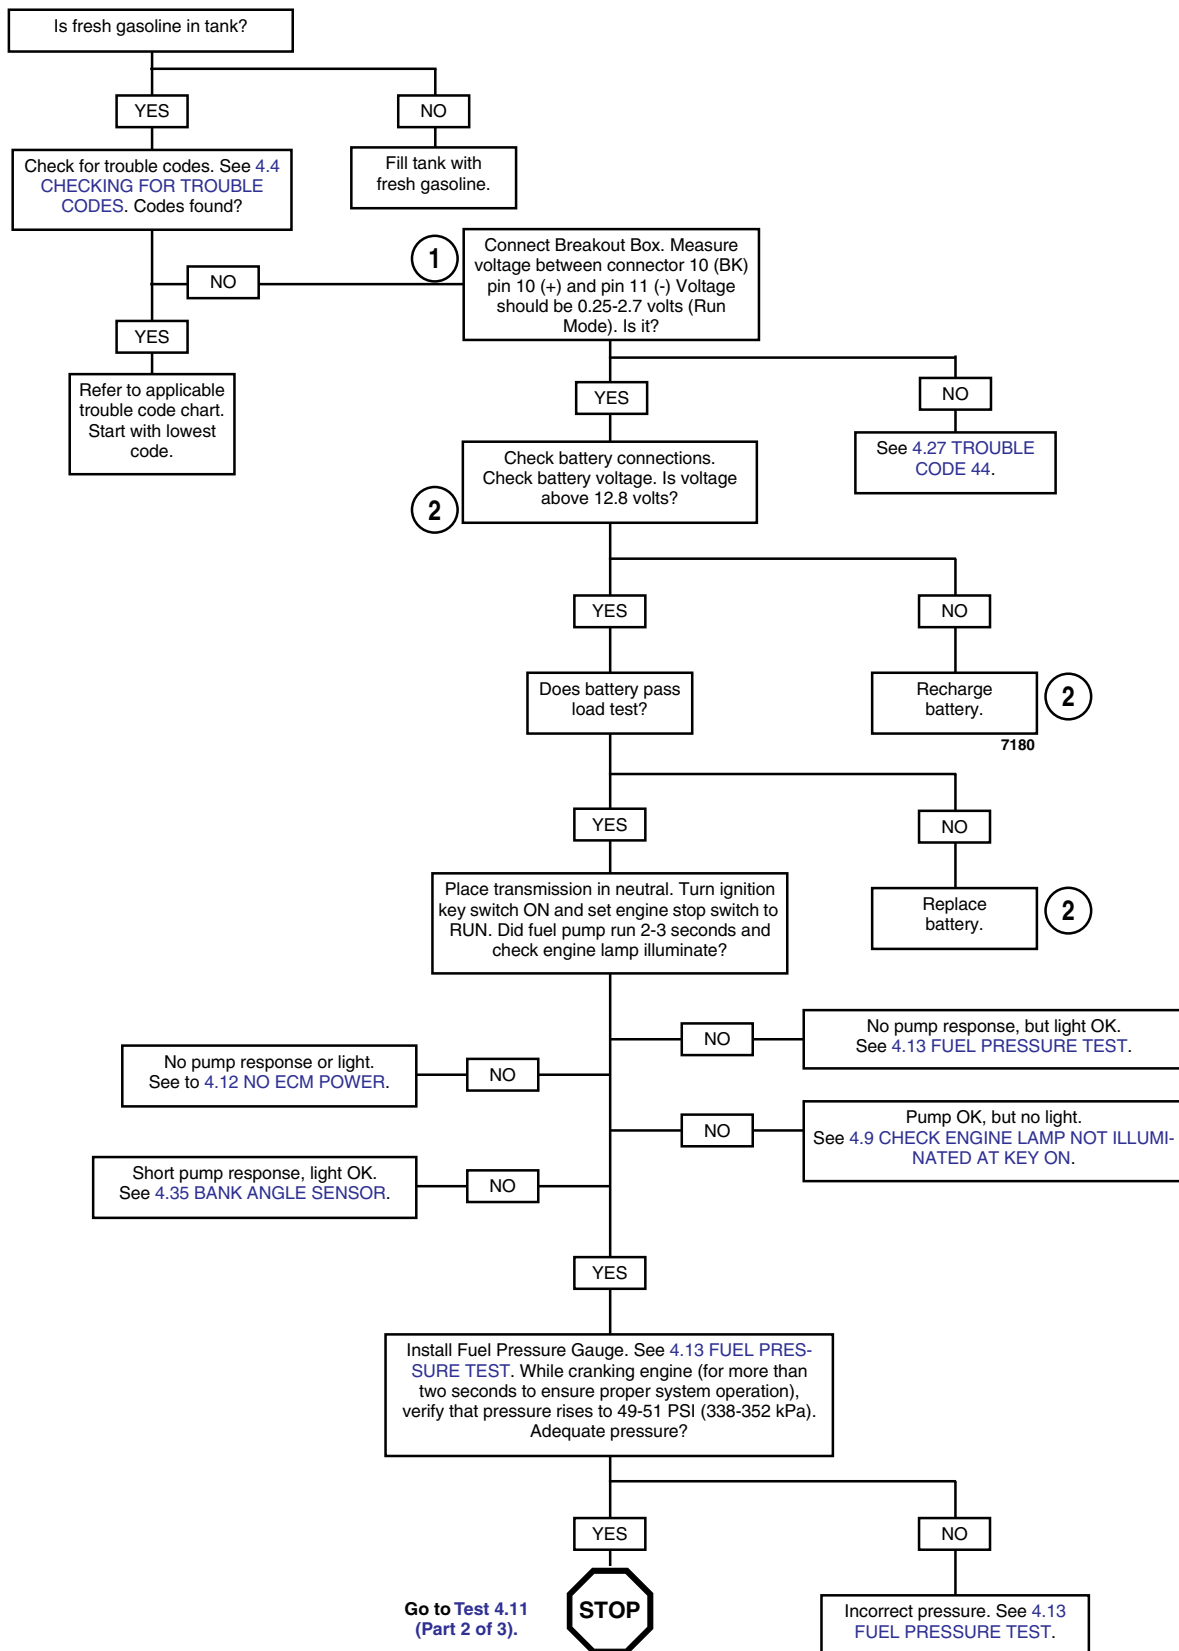 Is fresh gasoline in tank?
YES
NO
Check for trouble codes. See 4.4
CHECKING FOR TROUBLE
CODES. Codes found?
Fill tank with
fresh gasoline.
NO
1
Connect Breakout Box. Measure
voltage between connector 10 (BK)
pin 10 (+) and pin 11 (-) Voltage
should be 0.25-2.7 volts (Run
Mode). Is it?
YES
Refer to applicable
trouble code chart.
Start with lowest
code.
YES
NO
See 4.27 TROUBLE
CODE 44.
2
Check battery connections.
Check battery voltage. Is voltage
above 12.8 volts?
YES
NO
Does battery pass
load test?
Recharge
battery.
2
7180
YES
NO
Place transmission in neutral. Turn ignition
key switch ON and set engine stop switch to
RUN. Did fuel pump run 2-3 seconds and
check engine lamp illuminate?
Replace
battery.
2
NO
No pump response, but light OK.
See 4.13 FUEL PRESSURE TEST.
No pump response or light.
See to 4.12 NO ECM POWER.
NO
NO
Pump OK, but no light.
See 4.9 CHECK ENGINE LAMP NOT ILLUMI-
NATED AT KEY ON.
Short pump response, light OK.
See 4.35 BANK ANGLE SENSOR.
NO
YES
Install Fuel Pressure Gauge. See 4.13 FUEL PRES-
SURE TEST. While cranking engine (for more than
two seconds to ensure proper system operation),
verify that pressure rises to 49-51 PSI (338-352 kPa).
Adequate pressure?
YES
NO
Go to Test 4.11
(Part 2 of 3).
STOP
Incorrect pressure. See 4.13
FUEL PRESSURE TEST.